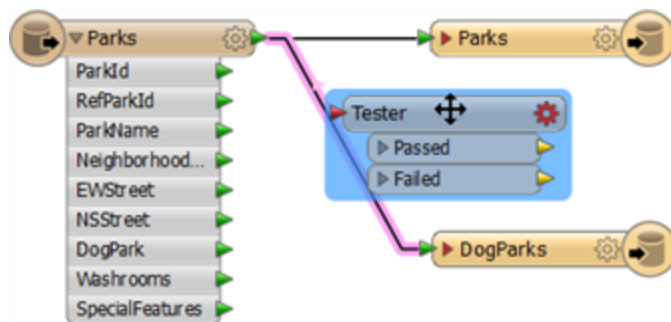 Parks
ParkId
RefParkId
ParkName
Neighborhood...
EWStreet
NSStreet
DogPark
Washrooms
SpecialFeatures
Parks
Tester
Passed
Failed
DogParks